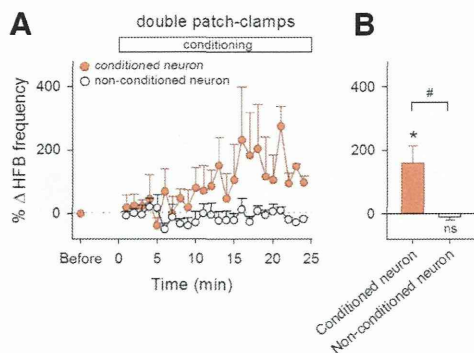 A
double patch-clamps
conditioning
conditioned neuron
non-conditioned neuron
% Δ HFB frequency
400
200
0
Before
0
5
10
15
20
25
Time (min)
B
400
200
0
#
*
ns
Conditioned neuron
Non-conditioned neuron